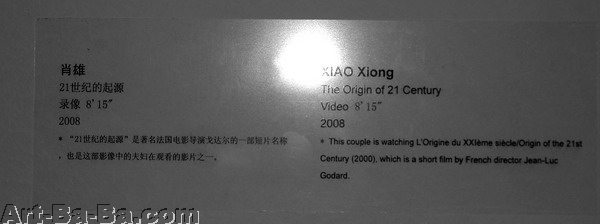 肖雄
21世纪的起源
录像 8'15"
2008
* “21世纪的起源”是著名法国电影导演戈达尔的一部短片名称
，也是这部影像中的夫妇在观看的影片之一。
XIAO Xiong
The Origin of 21 Century
Video 8'15"
2008
* This couple is watching L'Origine du XXIème siècle/Origin of the 21st
Century (2000), which is a short film by French director Jean-Luc
Godard.
Art-Ba-Ba.com